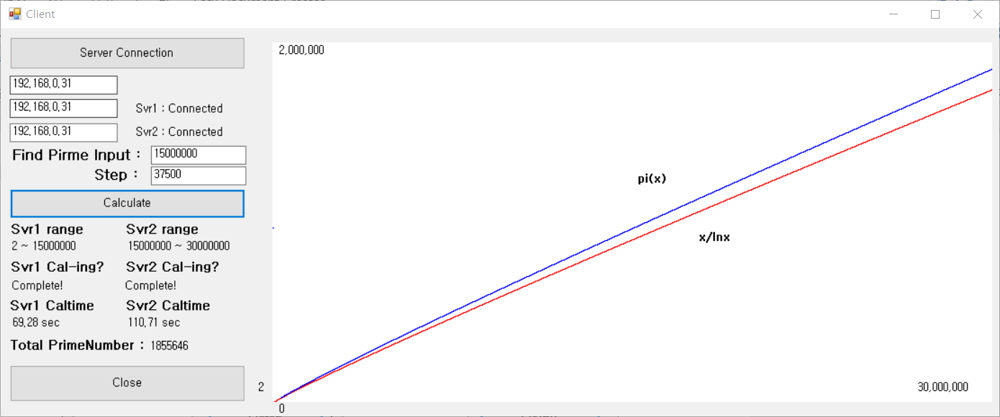 Client
Server Connection
192,168,0,31
192,168,0,31 Svr1 : Connected
192,168,0,31 Svr2 : Connected
Find Pirme Input : 15000000
Step : 37500
Calculate
Svr1 range Svr2 range
2 ~ 15000000 15000000 ~ 30000000
Svr1 Cal-ing? Svr2 Cal-ing?
Complete! Complete!
Svr1 Caltime Svr2 Caltime
69,28 sec 110,71 sec
Total PrimeNumber : 1855646
Close
2,000,000
pi(x)
x/lnx
2
30,000,000
0